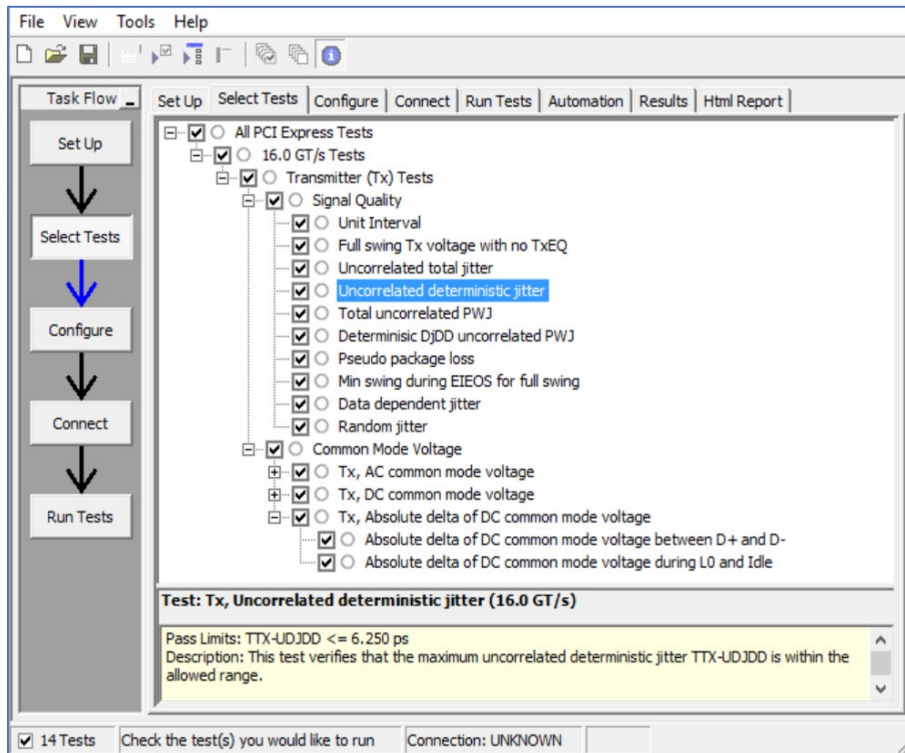 File View Tools Help
Task Flow
Set Up Select Tests Configure Connect Run Tests Automation Results Html Report
Set Up
Select Tests
Configure
Connect
Run Tests
All PCI Express Tests
16.0 GT/s Tests
Transmitter (Tx) Tests
Signal Quality
Unit Interval
Full swing Tx voltage with no TxEQ
Uncorrelated total jitter
Uncorrelated deterministic jitter
Total uncorrelated PWJ
Determinisic DjDD uncorrelated PWJ
Pseudo package loss
Min swing during EIEOS for full swing
Data dependent jitter
Random jitter
Common Mode Voltage
Tx, AC common mode voltage
Tx, DC common mode voltage
Tx, Absolute delta of DC common mode voltage
Absolute delta of DC common mode voltage between D+ and D-
Absolute delta of DC common mode voltage during L0 and Idle
Test: Tx, Uncorrelated deterministic jitter (16.0 GT/s)
Pass Limits: TTX-UDJDD <= 6.250 ps
Description: This test verifies that the maximum uncorrelated deterministic jitter TTX-UDJDD is within the
allowed range.
14 Tests Check the test(s) you would like to run Connection: UNKNOWN